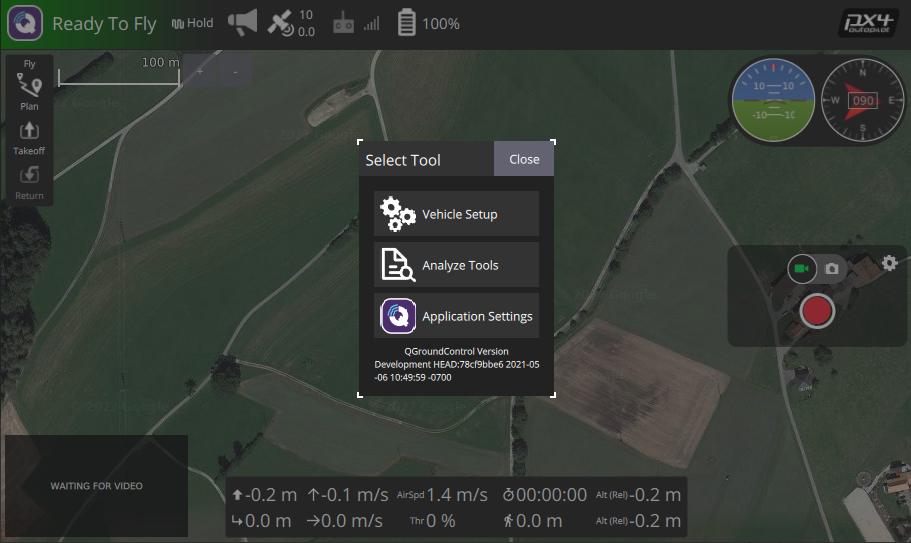 Ready To Fly
Hold
10
0.0
100%
px4
autopilot
Fly
Plan
Takeoff
Return
100 m
+
-
10 10
-10 -10
N
W 090 E
S
Select Tool
Close
Vehicle Setup
Analyze Tools
Application Settings
QGroundControl Version
Development HEAD:78cf9bbe6 2021-05
-06 10:49:59 -0700
WAITING FOR VIDEO
-0.2 m -0.1 m/s AirSpd 1.4 m/s 00:00:00 Alt (Rel) -0.2 m
0.0 m 0.0 m/s Thr 0 % 0.0 m Alt (Rel) -0.2 m